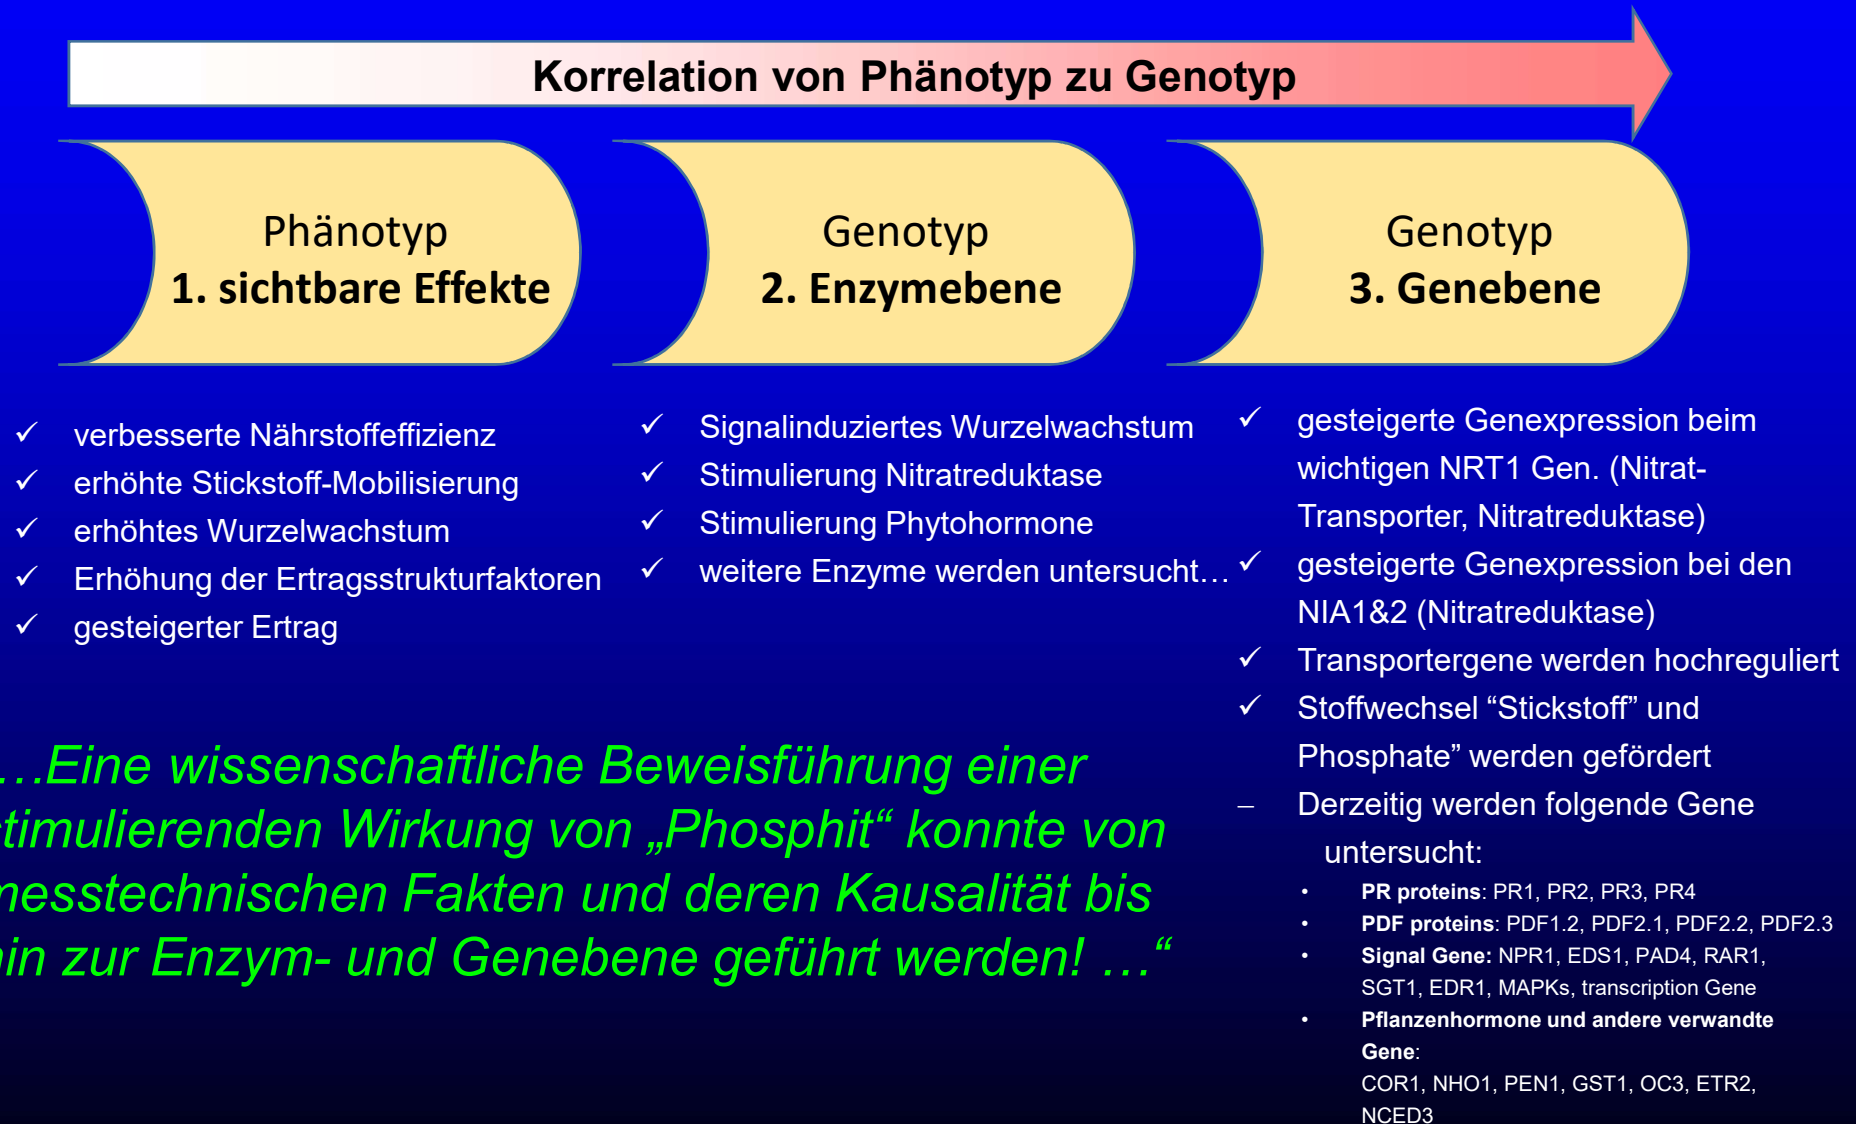 Korrelation von Phänotyp zu Genotyp
Phänotyp
1. sichtbare Effekte
Genotyp
2. Enzymebene
Genotyp
3. Genebene
✓ verbesserte Nährstoffeffizienz
✓ erhöhte Stickstoff-Mobilisierung
✓ erhöhtes Wurzelwachstum
✓ Erhöhung der Ertragsstrukturfaktoren
✓ gesteigerter Ertrag
✓ Signalinduziertes Wurzelwachstum
✓ Stimulierung Nitratreduktase
✓ Stimulierung Phytohormone
✓ weitere Enzyme werden untersucht…
✓ gesteigerte Genexpression beim
wichtigen NRT1 Gen. (Nitrat-
Transporter, Nitratreduktase)
✓ gesteigerte Genexpression bei den
NIA1&2 (Nitratreduktase)
✓ Transportergene werden hochreguliert
✓ Stoffwechsel “Stickstoff” und
Phosphate” werden gefördert
– Derzeitig werden folgende Gene
untersucht:
• PR proteins: PR1, PR2, PR3, PR4
• PDF proteins: PDF1.2, PDF2.1, PDF2.2, PDF2.3
• Signal Gene: NPR1, EDS1, PAD4, RAR1,
SGT1, EDR1, MAPKs, transcription Gene
• Pflanzenhormone und andere verwandte
Gene:
COR1, NHO1, PEN1, GST1, OC3, ETR2,
NCED3
…Eine wissenschaftliche Beweisführung einer
stimulierenden Wirkung von „Phosphit“ konnte von
messtechnischen Fakten und deren Kausalität bis
hin zur Enzym- und Genebene geführt werden! …“